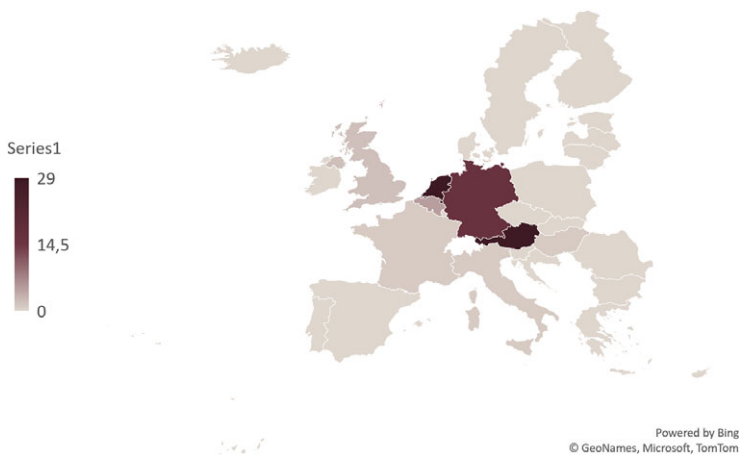 Series1
29
14,5
0
Powered by Bing
© GeoNames, Microsoft, TomTom